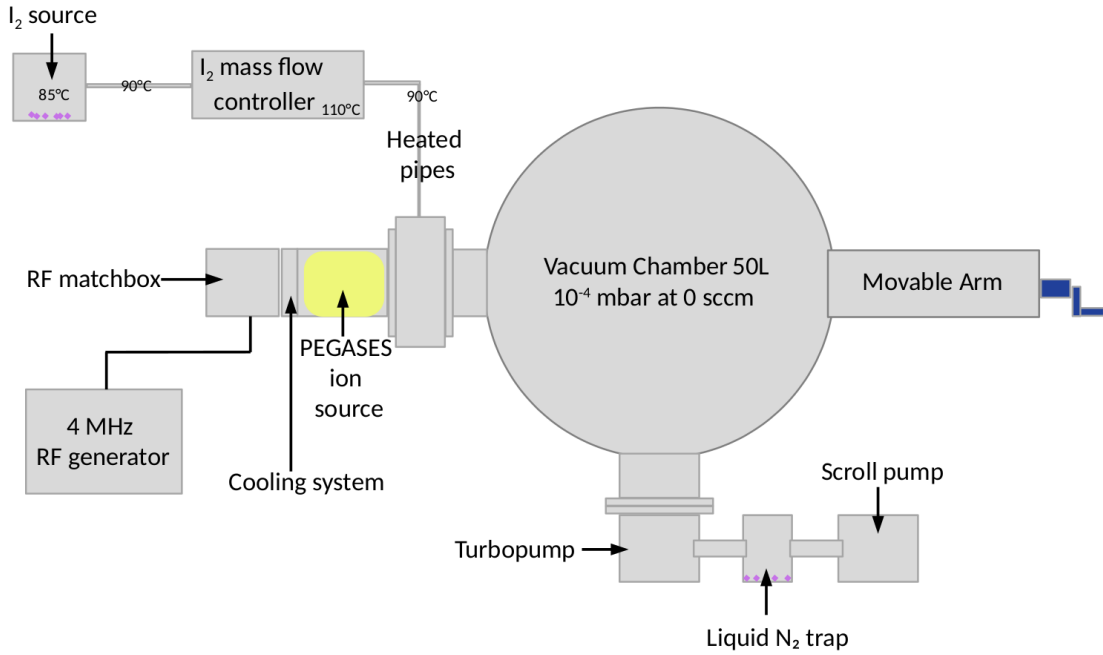 I₂ source
85°C
90°C
I₂ mass flow
controller 110°C
90°C
Heated
pipes
RF matchbox
PEGASES
ion
source
4 MHz
RF generator
Cooling system
Vacuum Chamber 50L
10⁻⁴ mbar at 0 sccm
Movable Arm
Scroll pump
Turbopump
Liquid N₂ trap